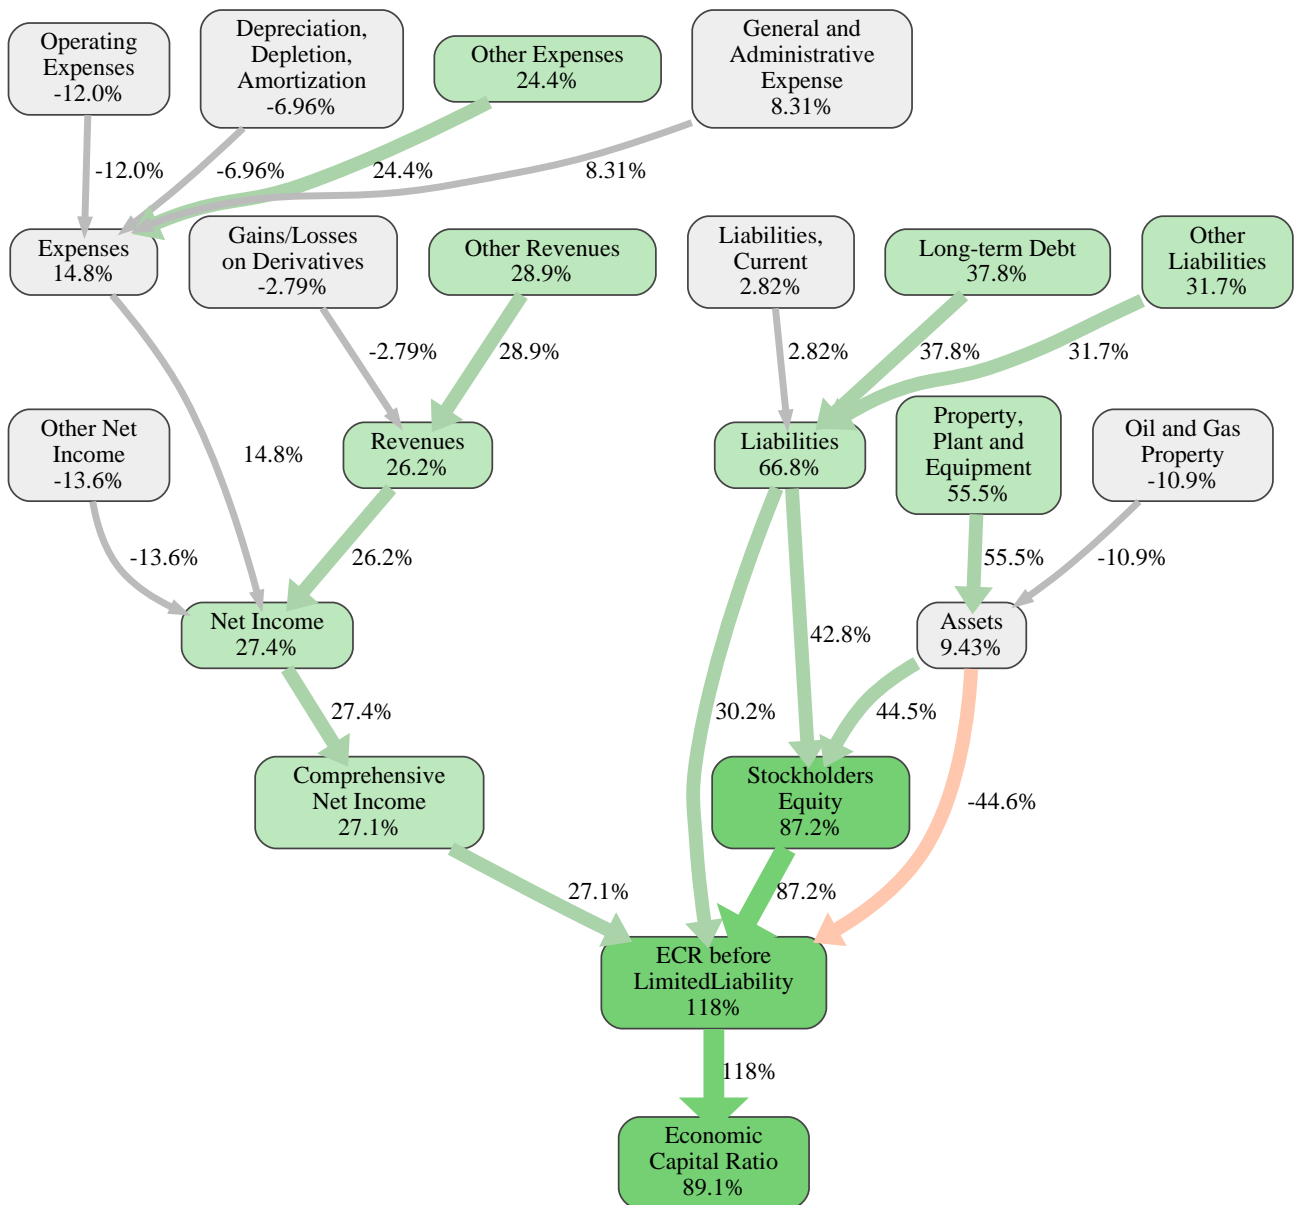 Operating
Expenses
-12.0%
Depreciation,
Depletion,
Amortization
-6.96%
Other Expenses
24.4%
General and
Administrative
Expense
8.31%
-12.0%
-6.96%
24.4%
8.31%
Expenses
14.8%
Gains/Losses
on Derivatives
-2.79%
Other Revenues
28.9%
Liabilities,
Current
2.82%
Long-term Debt
37.8%
Other
Liabilities
31.7%
-2.79%
28.9%
2.82%
37.8%
31.7%
Other Net
Income
-13.6%
14.8%
Revenues
26.2%
Liabilities
66.8%
Property,
Plant and
Equipment
55.5%
Oil and Gas
Property
-10.9%
-13.6%
26.2%
55.5%
-10.9%
Net Income
27.4%
42.8%
Assets
9.43%
27.4%
30.2%
44.5%
Comprehensive
Net Income
27.1%
Stockholders
Equity
87.2%
-44.6%
27.1%
87.2%
ECR before
LimitedLiability
118%
118%
Economic
Capital Ratio
89.1%